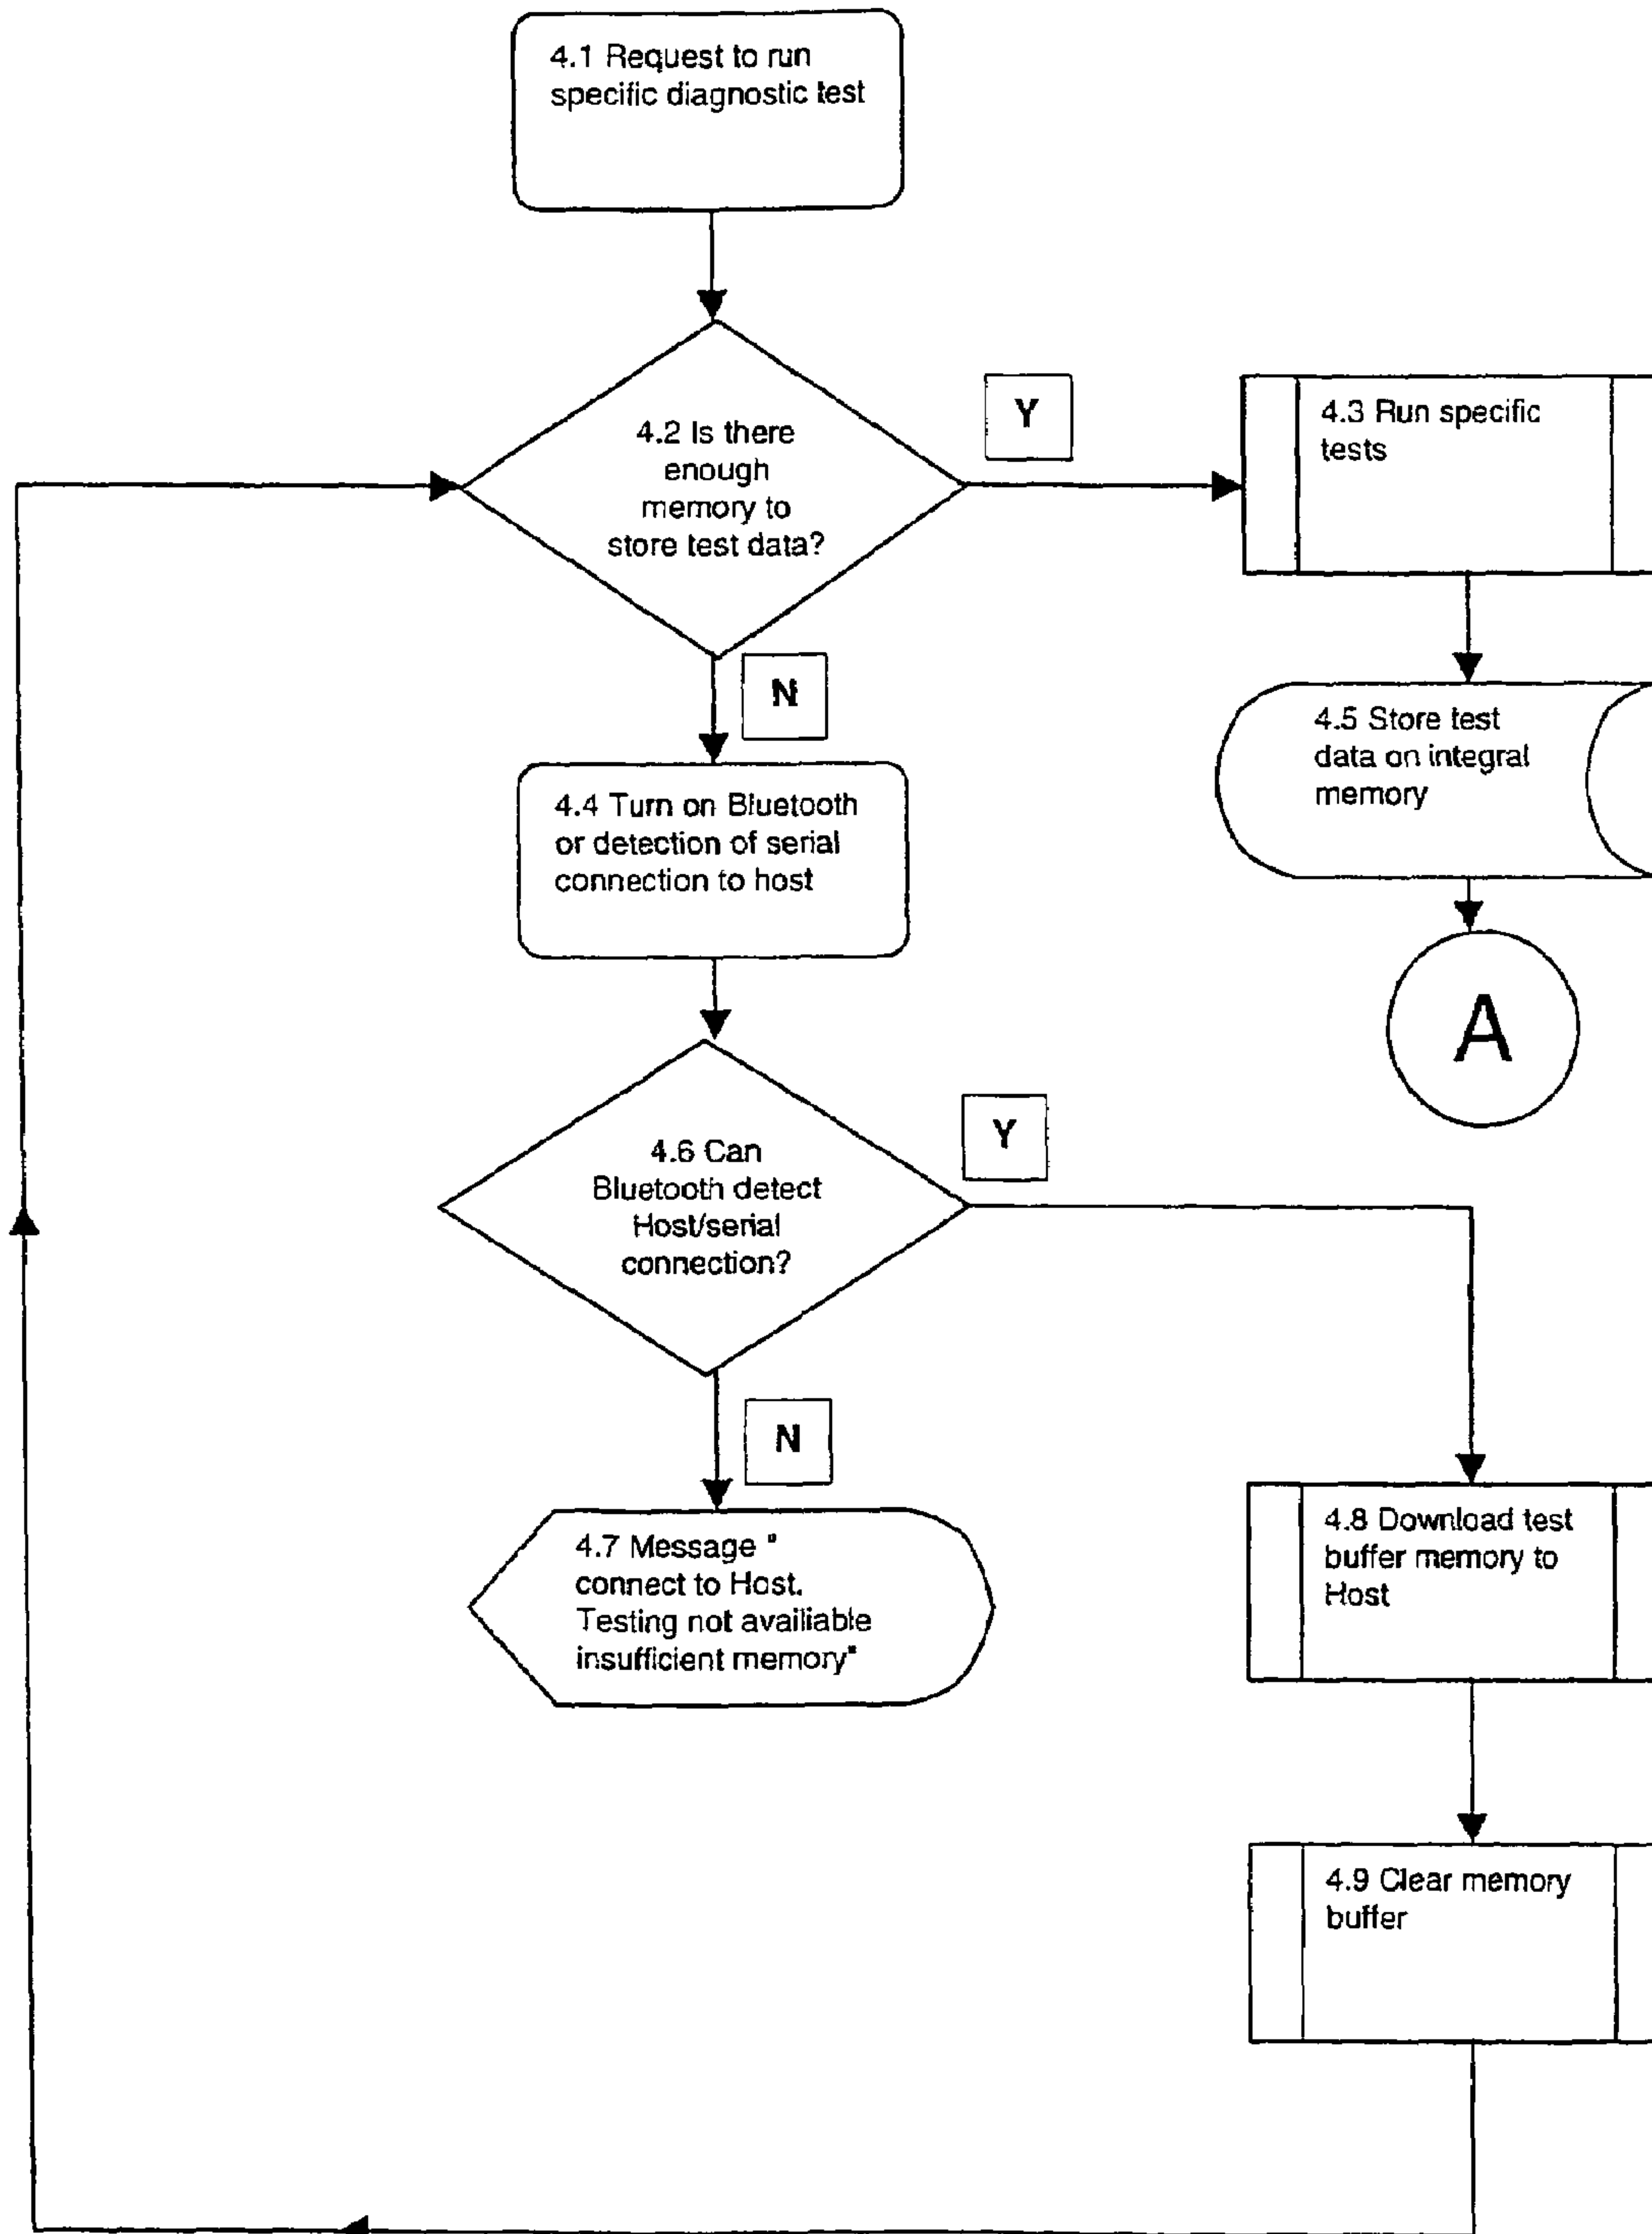 4.1 Request to run
specific diagnostic test
4.2 Is there
enough
memory to
store test data?
Y
4.3 Run specific
tests
N
4.4 Turn on Bluetooth
or detection of serial
connection to host
4.5 Store test
data on integral
memory
A
4.6 Can
Bluetooth detect
Host/serial
connection?
Y
N
4.7 Message "
connect to Host.
Testing not availiable
insufficient memory"
4.8 Download test
buffer memory to
Host
4.9 Clear memory
buffer